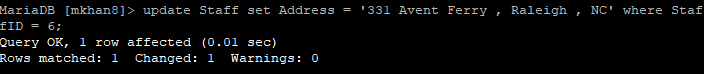 MariaDB [mkhan8]> update Staff set Address = '331 Avent Ferry , Raleigh , NC' where Staf
fID = 6;
Query OK, 1 row affected (0.01 sec)
Rows matched: 1  Changed: 1  Warnings: 0